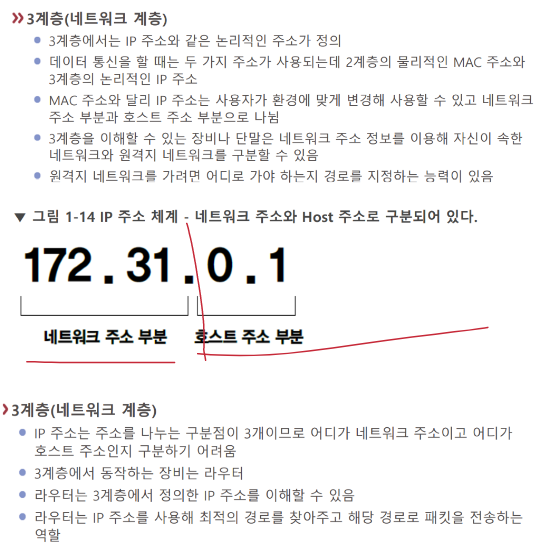 3계층(네트워크 계층)
3계층에서는 IP 주소와 같은 논리적인 주소가 정의
데이터 통신을 할 때는 두 가지 주소가 사용되는데 2계층의 물리적인 MAC 주소와
3계층의 논리적인 IP 주소
MAC 주소와 달리 IP 주소는 사용자가 환경에 맞게 변경해 사용할 수 있고 네트워크
주소 부분과 호스트 주소 부분으로 나뉨
3계층을 이해할 수 있는 장비나 단말은 네트워크 주소 정보를 이용해 자신이 속한
네트워크와 원격지 네트워크를 구분할 수 있음
원격지 네트워크를 가려면 어디로 가야 하는지 경로를 지정하는 능력이 있음
▼ 그림 1-14 IP 주소 체계 - 네트워크 주소와 Host 주소로 구분되어 있다.
172.31.0.1
네트워크 주소 부분 호스트 주소 부분
3계층(네트워크 계층)
IP 주소는 주소를 나누는 구분점이 3개이므로 어디가 네트워크 주소이고 어디가
호스트 주소인지 구분하기 어려움
3계층에서 동작하는 장비는 라우터
라우터는 3계층에서 정의한 IP 주소를 이해할 수 있음
라우터는 IP 주소를 사용해 최적의 경로를 찾아주고 해당 경로로 패킷을 전송하는
역할